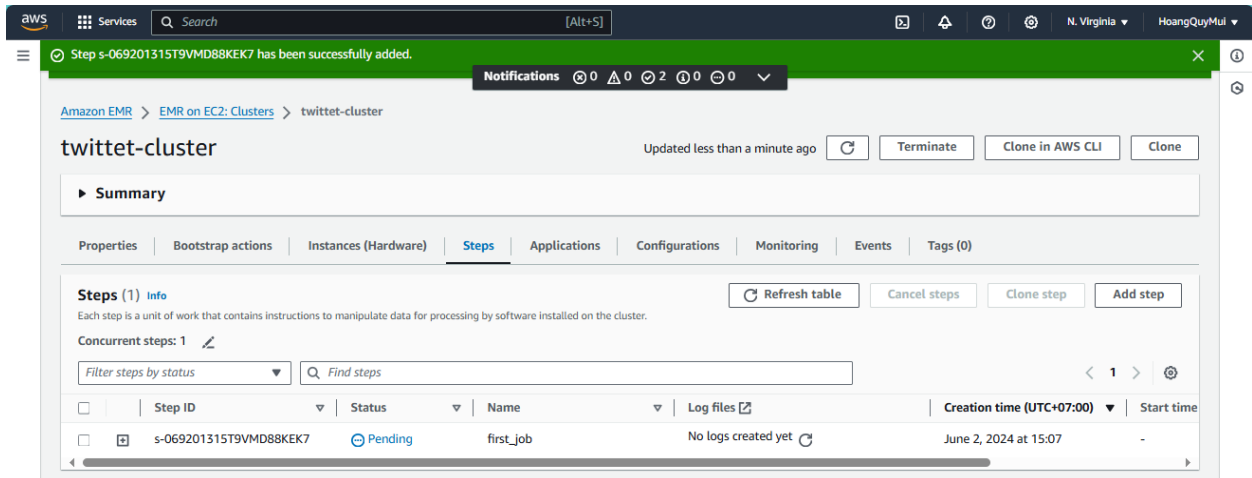 aws Services Search [Alt+S] N. Virginia HoangQuyMui
Step s-069201315T9VMD88KEK7 has been successfully added.
Notifications 0 0 2 0 0
Amazon EMR > EMR on EC2: Clusters > twittet-cluster
twittet-cluster Updated less than a minute ago Terminate Clone in AWS CLI Clone
Summary
Properties Bootstrap actions Instances (Hardware) Steps Applications Configurations Monitoring Events Tags (0)
Steps (1) Info Refresh table Cancel steps Clone step Add step
Each step is a unit of work that contains instructions to manipulate data for processing by software installed on the cluster.
Concurrent steps: 1
Filter steps by status Find steps < 1 >
Step ID Status Name Log files Creation time (UTC+07:00) Start time
s-069201315T9VMD88KEK7 Pending first_job No logs created yet June 2, 2024 at 15:07 -